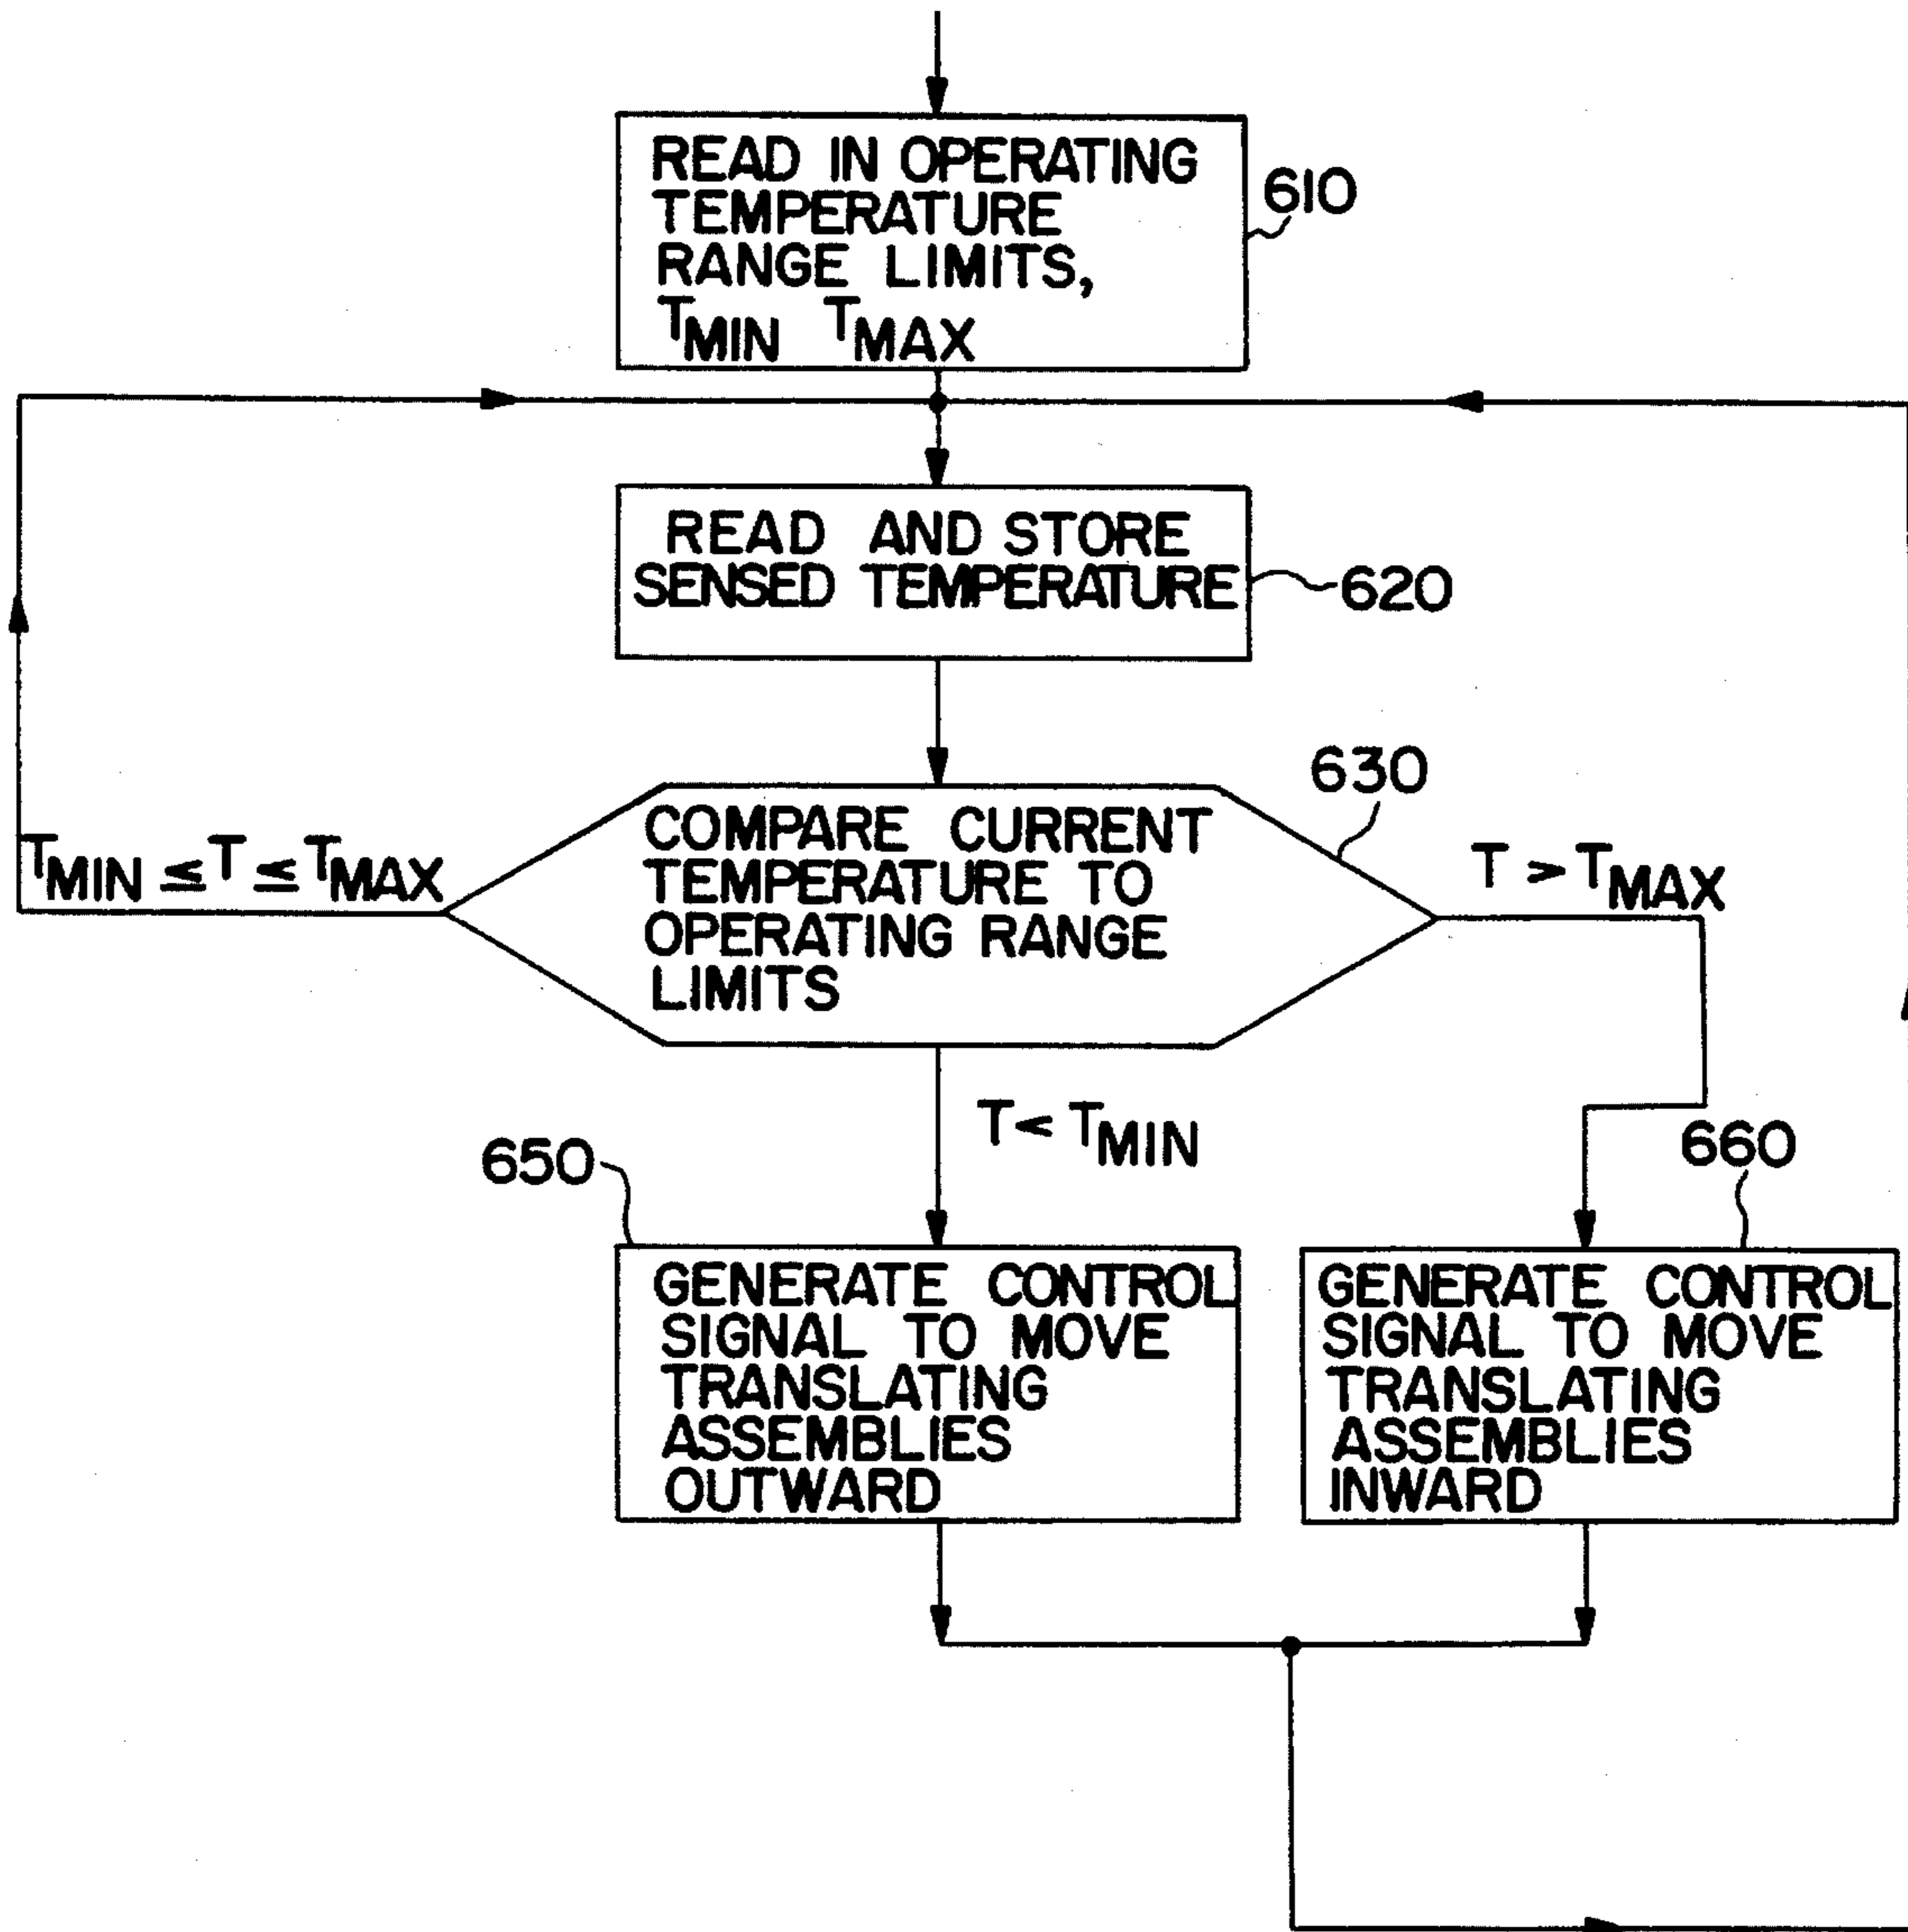 READ IN OPERATING
TEMPERATURE
RANGE LIMITS,
TMIN TMAX
610
READ AND STORE
SENSED TEMPERATURE
620
COMPARE CURRENT
TEMPERATURE TO
OPERATING RANGE
LIMITS
630
TMIN ≤ T ≤ TMAX
T > TMAX
T < TMIN
650
GENERATE CONTROL
SIGNAL TO MOVE
TRANSLATING
ASSEMBLIES
OUTWARD
660
GENERATE CONTROL
SIGNAL TO MOVE
TRANSLATING
ASSEMBLIES
INWARD